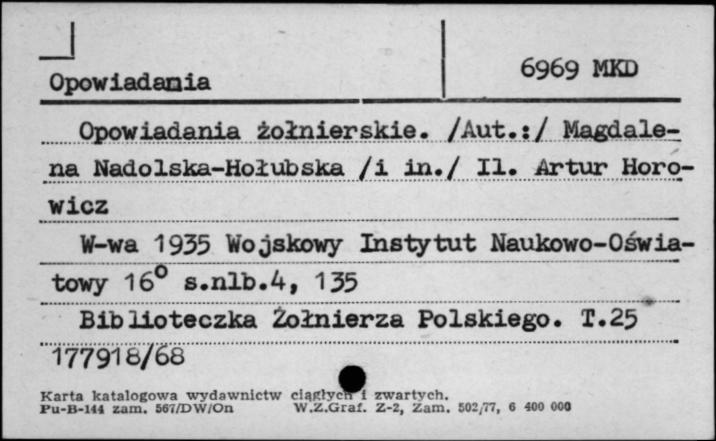 Opowiadania
6969 MKD
Opowiadania żołnierskie. /Aut.:/ Magdale-
na Nadolska-Hołubska /i in./ Il. Artur Horo-
wicz
W-wa 1935 Wojskowy Instytut Naukowo-Oświa-
towy 16° s.nlb.4, 135
Biblioteczka Żołnierza Polskiego. T.25
177918/68
Karta katalogowa wydawnictw ciągłych i zwartych.
Pu-B-144 zam. 567/DW/On W.Z.Graf. Z-2, Zam. 502/77, 6 400 000